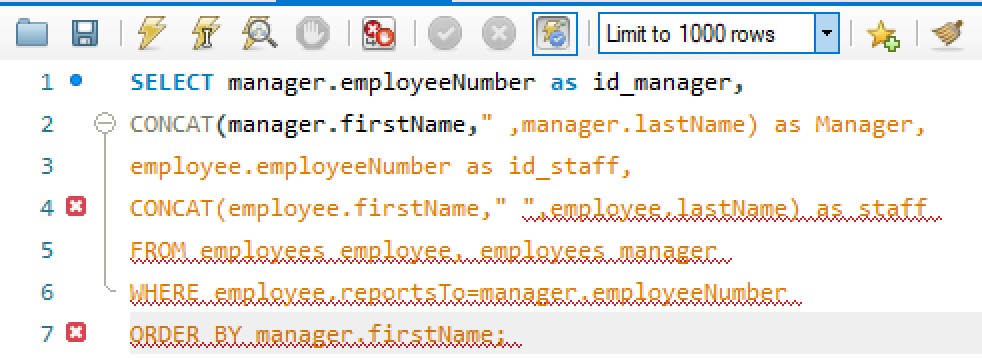 Limit to 1000 rows
1 SELECT manager.employeeNumber as id_manager,
2 CONCAT(manager.firstName," ,manager.lastName) as Manager,
3 employee.employeeNumber as id_staff,
4 CONCAT(employee.firstName," ",employee.lastName) as staff
5 FROM employees employee, employees manager
6 WHERE employee.reportsTo=manager.employeeNumber
7 ORDER BY manager.firstName;